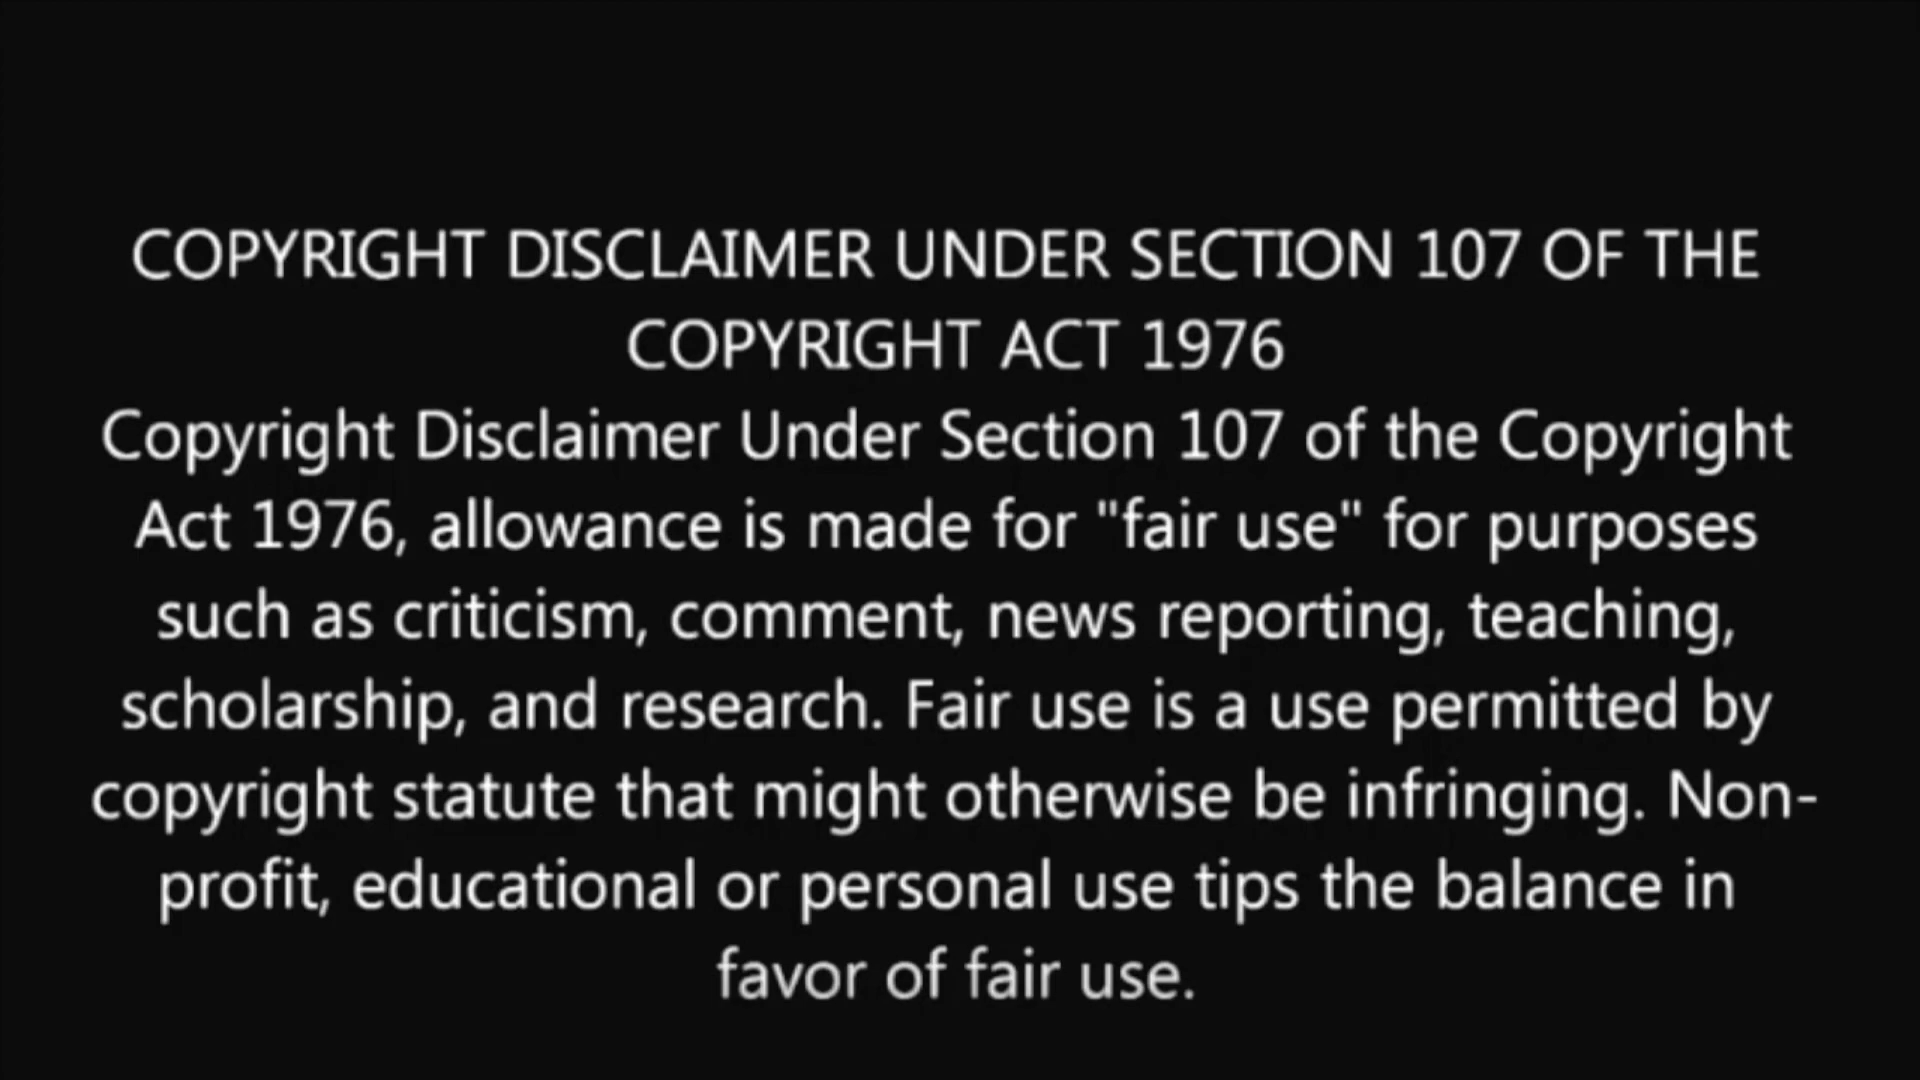 COPYRIGHT DISCLAIMER UNDER SECTION 107 OF THE
COPYRIGHT ACT 1976
Copyright Disclaimer Under Section 107 of the Copyright
Act 1976, allowance is made for "fair use" for purposes
such as criticism, comment, news reporting, teaching,
scholarship, and research. Fair use is a use permitted by
copyright statute that might otherwise be infringing. Non-
profit, educational or personal use tips the balance in
favor of fair use.